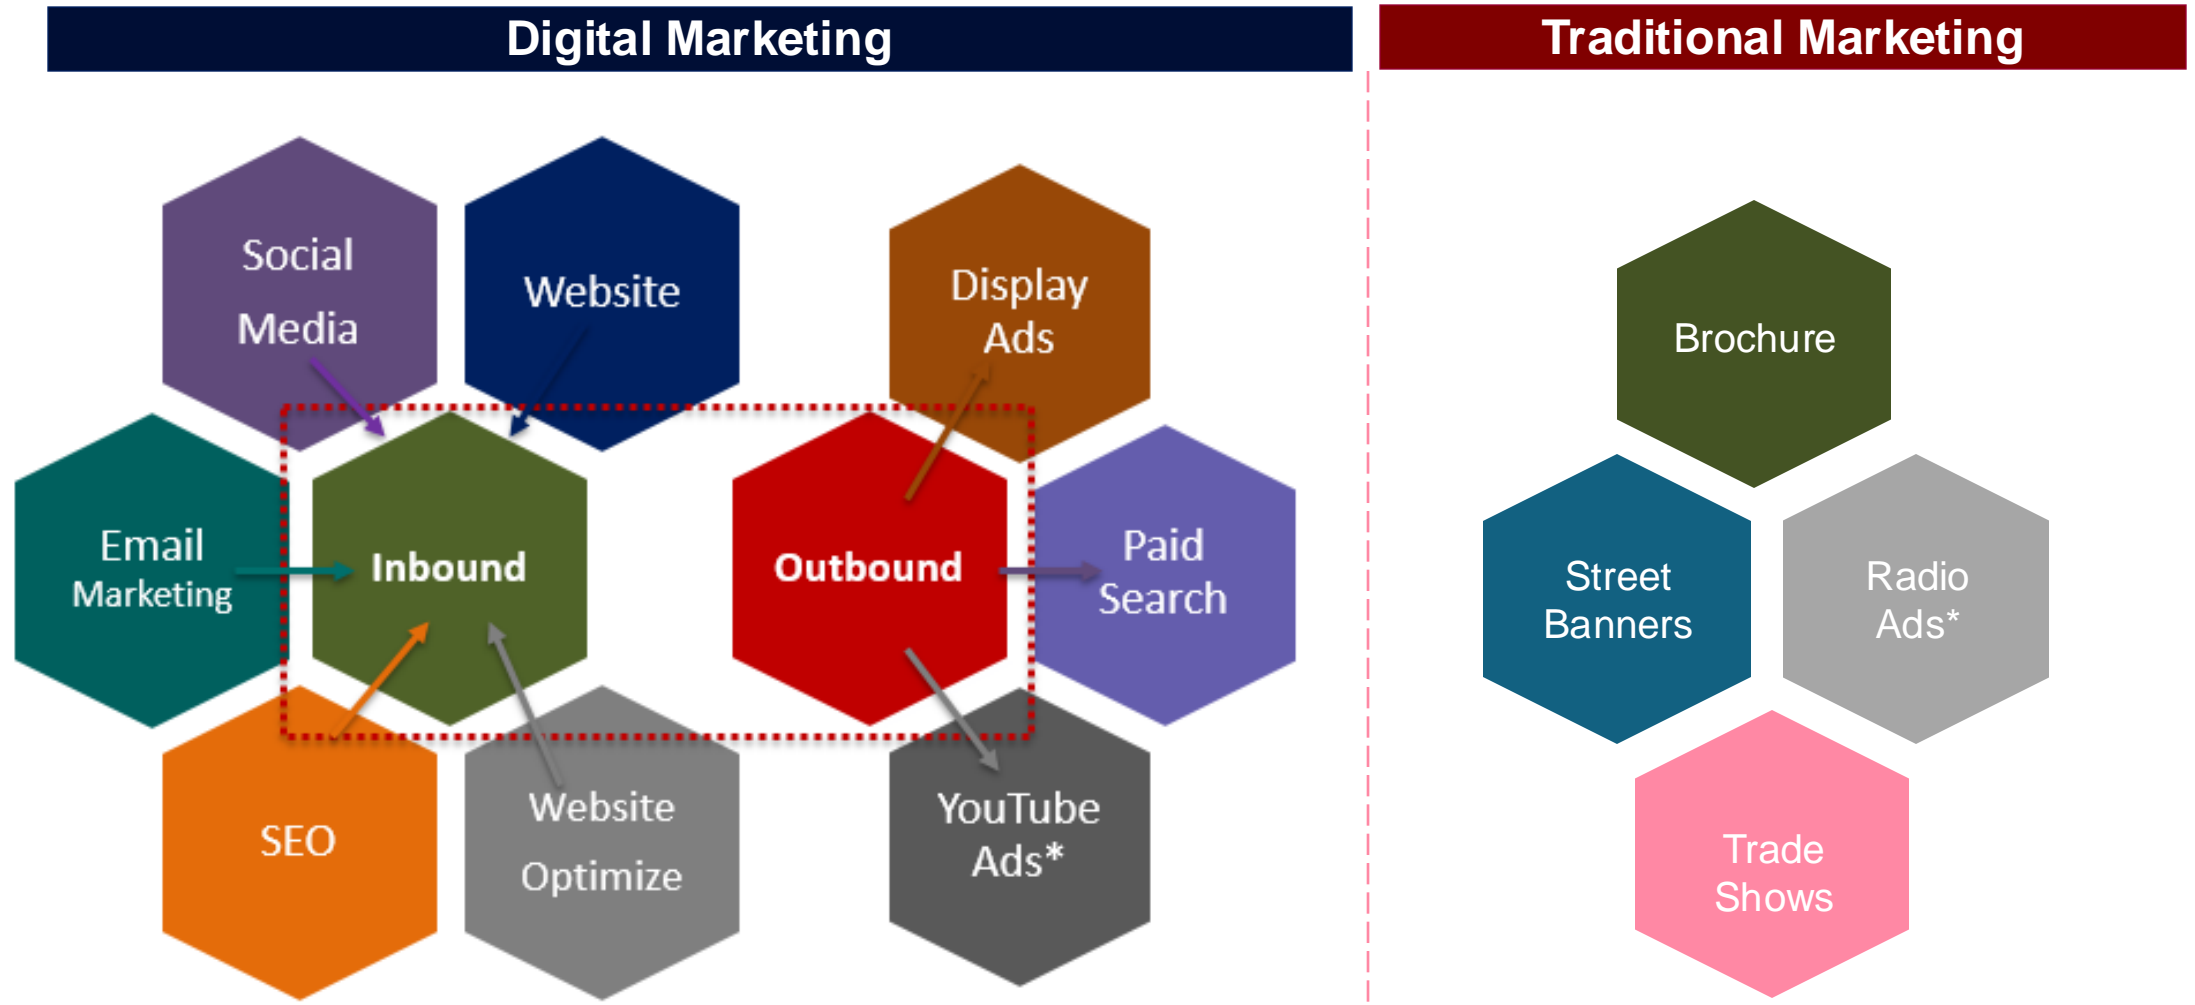 Digital Marketing
Traditional Marketing
Social
Media
Website
Display
Ads
Email
Marketing
Inbound
Outbound
Paid
Search
SEO
Website
Optimize
YouTube
Ads*
Brochure
Street
Banners
Radio
Ads*
Trade
Shows